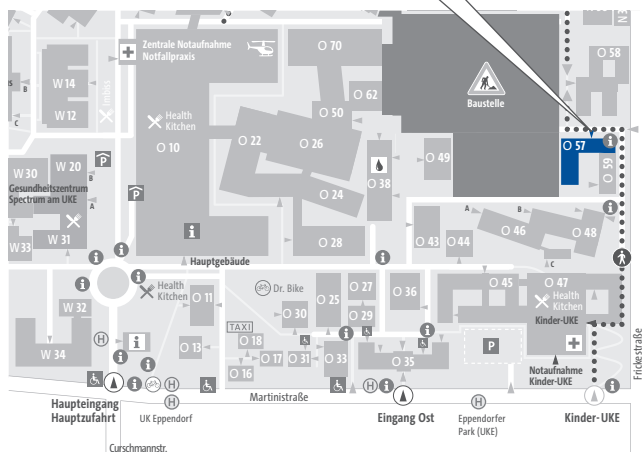 O 70
O 58
Zentrale Notaufnahme
Notfallpraxis
W 14
W 12
Imbiss
B
C
O 62
O 50
Baustelle
Health
Kitchen
O 10
O 22
O 26
O 57
O 59
O 49
O 38
O 24
W 30
W 20
B
A
P
P
Gesundheitszentrum
Spectrum am UKE
W 33
W 31
O 28
O 43
O 44
A
B
O 46
O 48
C
Hauptgebäude
Health
Kitchen
O 11
Dr. Bike
O 25
O 27
O 29
O 36
O 45
O 47
Health
Kitchen
Kinder-UKE
W 32
W 34
H
O 30
TAXI
O 18
O 13
O 17
O 31
O 33
O 16
O 35
P
Notaufnahme
Kinder-UKE
Frickestraße
Martinistraße
H
H
H
H
Haupteingang
Hauptzufahrt
UK Eppendorf
Eingang Ost
Eppendorfer
Park (UKE)
Kinder-UKE
Curschmannstr.